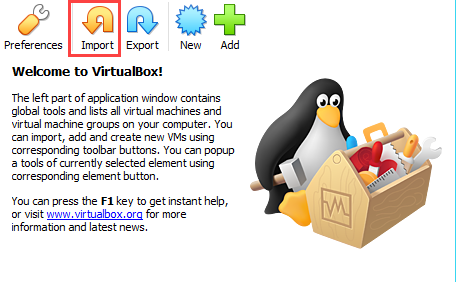 Preferences Import Export New Add
Welcome to VirtualBox!
The left part of application window contains
global tools and lists all virtual machines and
virtual machine groups on your computer. You
can import, add and create new VMs using
corresponding toolbar buttons. You can popup
a tools of currently selected element using
corresponding element button.
You can press the F1 key to get instant help,
or visit www.virtualbox.org for more
information and latest news.